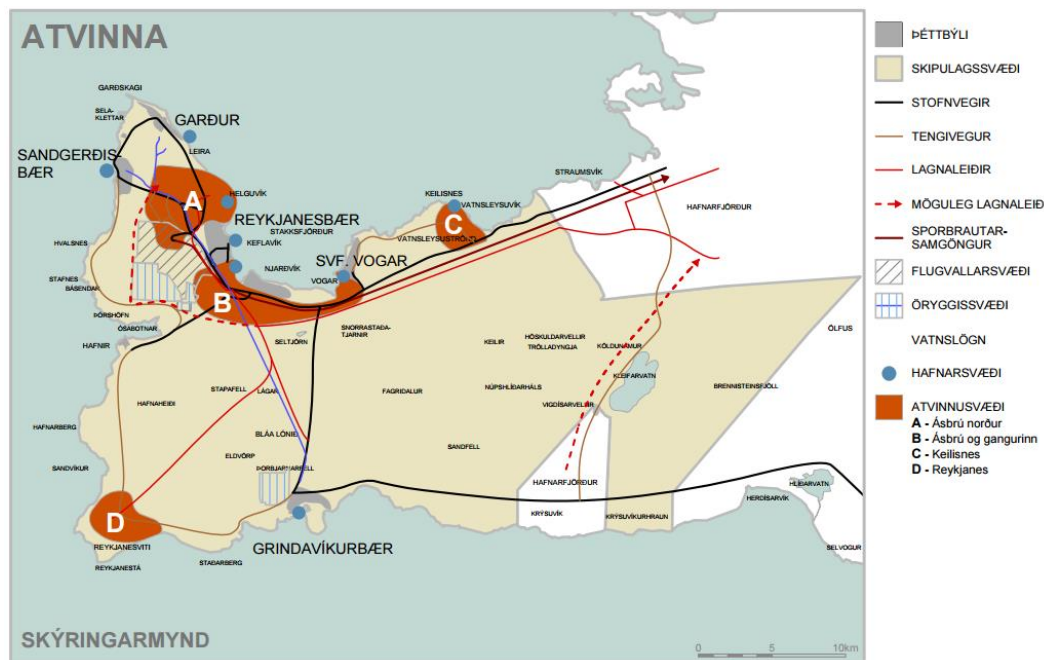 ATVINNA
GARÐSKAGI
SELA-
KLETTAR
GARÐUR
LEIRA
SANDGERÐIS-
BÆR
A
HELGUVÍK
REYKJANESBÆR
STAKKSFJÖRÐUR
KEFLAVÍK
HVALSNES
NJARÐVÍK
SVF. VOGAR
VOGAR
STAFNES
BÁSENDAR
B
ÞÓRSHÖFN
ÓSABOTNAR
HAFNIR
KEILISNES
VATNSLEYSUVÍK
C
VATNSLEYSUSTRÖND
STRAUMSVÍK
HAFNARFJÖRÐUR
SELTJÖRN
SNORRASTAÐA-
TJARNIR
KEILIR
HÖSKULDARVELLIR
TRÖLLADYNGJA
KÖLDUNÁMUR
ÖLFUS
STAPAFELL
LÁGAR
FAGRIDALUR
NÚPSHLÍÐARHÁLS
KLEIFARVATN
BRENNISTEINSFJÖLL
HAFNAHEIÐI
VIGDÍSARVELLIR
HAFNARBERG
BLÁA LÓNIÐ
ELDVÖRP
SANDFELL
SANDVÍKUR
ÞORBJARNARFELL
HAFNARFJÖRÐUR
HLÍÐARVATN
HERDÍSARVÍK
D
KRÝSUVÍK
KRÝSUVÍKURHRAUN
REYKJANESVITI
GRINDAVÍKURBÆR
SELVOGUR
REYKJANESTÁ
STAÐARBERG
SKÝRINGARMYND
0 5 10km
ÞÉTTBÝLI
SKIPULAGSSVÆÐI
STOFNVEGIR
TENGIVEGUR
LAGNALEIÐIR
MÖGULEG LAGNALEIÐ
SPORBRAUTAR-
SAMGÖNGUR
FLUGVALLARSVÆÐI
ÖRYGGISSVÆÐI
VATNSLÖGN
HAFNARSVÆÐI
ATVINNUSVÆÐI
A - Ásbrú norður
B - Ásbrú og gangurinn
C - Keilisnes
D - Reykjanes